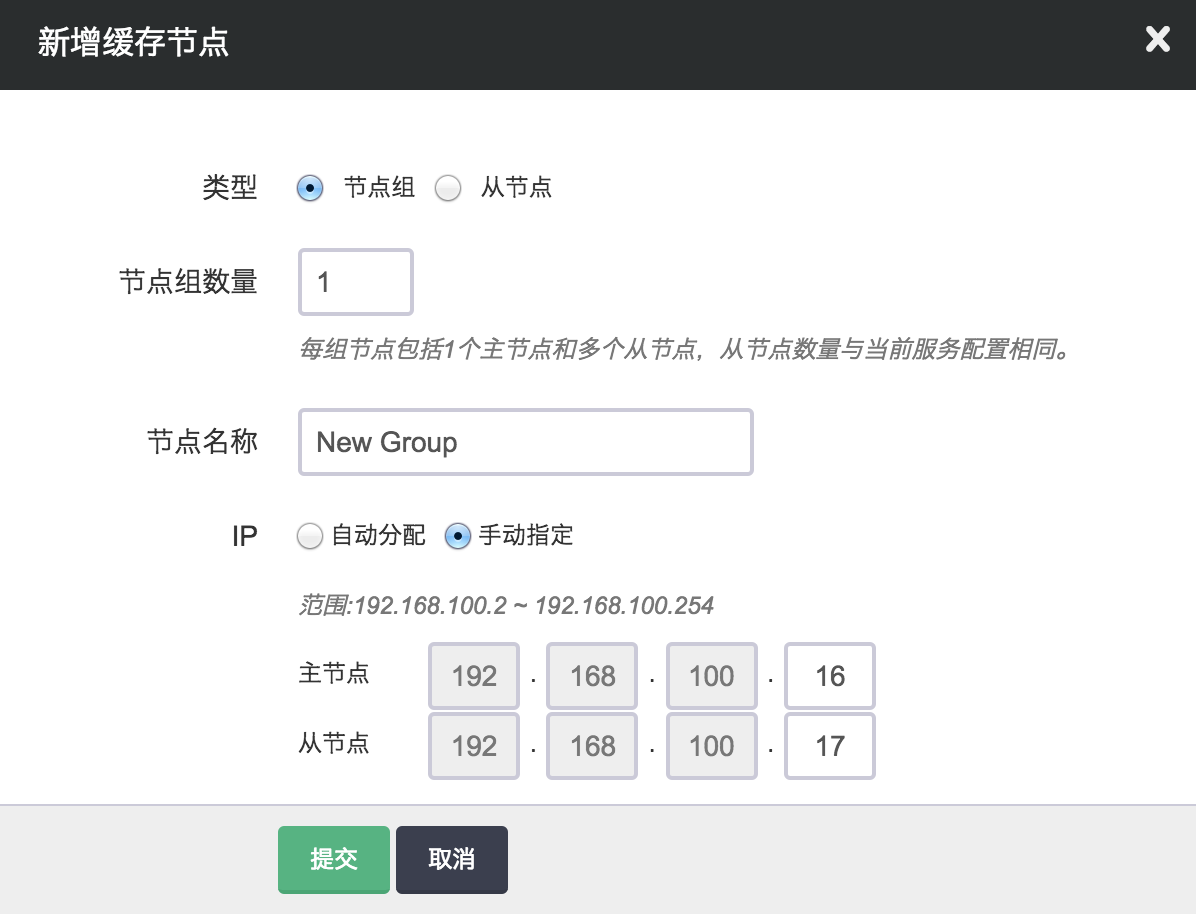 新增缓存节点
类型 节点组 从节点
节点组数量 1
每组节点包括1个主节点和多个从节点，从节点数量与当前服务配置相同。
节点名称 New Group
IP 自动分配 手动指定
范围:192.168.100.2 ~ 192.168.100.254
主节点 192 . 168 . 100 . 16
从节点 192 . 168 . 100 . 17
提交 取消